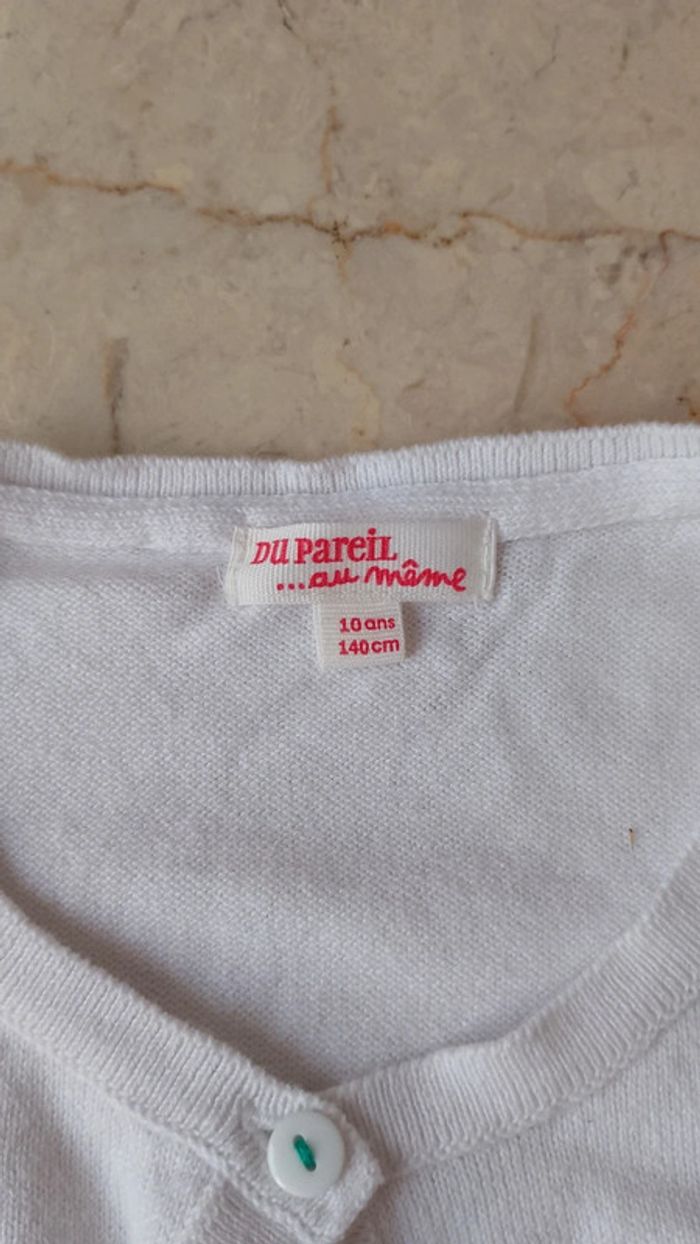 DU PareiL
...au même
10 ans
140 cm